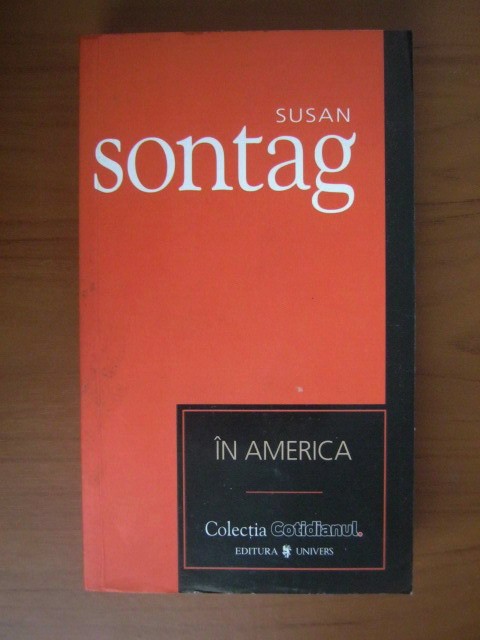 SUSAN
sontag
ÎN AMERICA
Colecția Cotidianul.
EDITURA UNIVERS